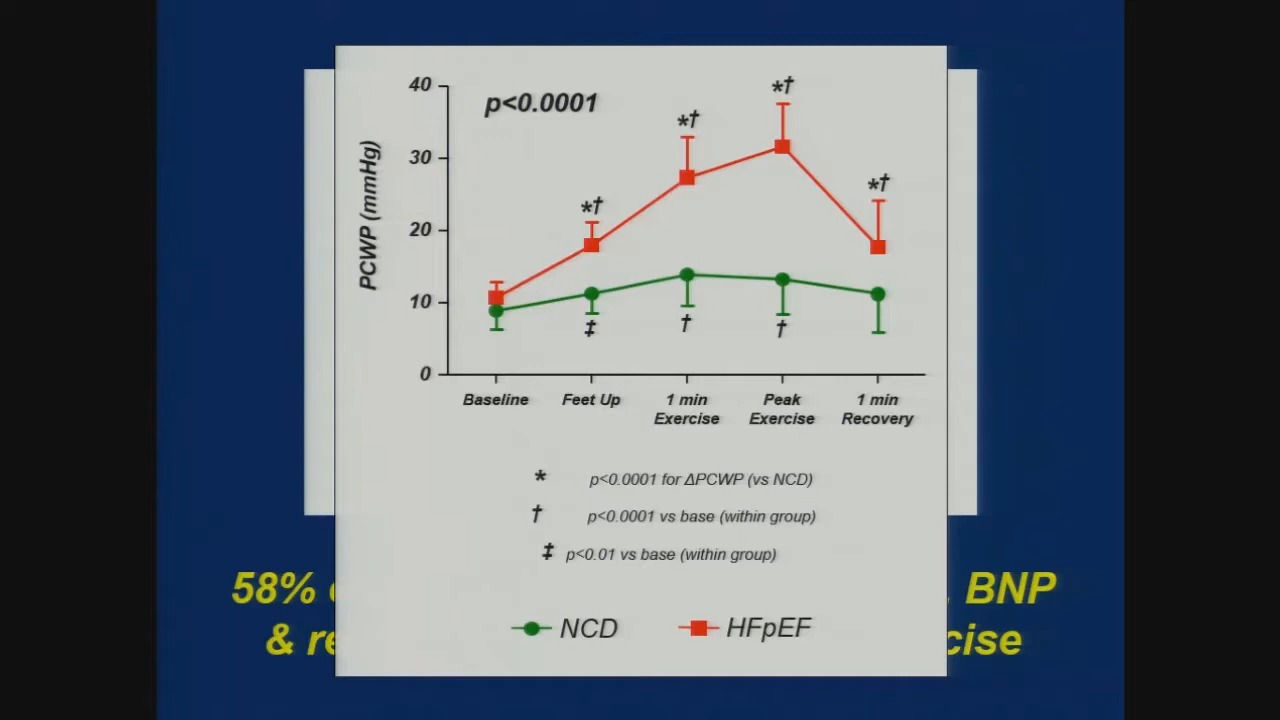 40
p<0.0001
*†
*†
30
PCWP (mmHg)
*†
*†
20
10
‡
†
†
0
Baseline
Feet Up
1 min
Exercise
Peak
Exercise
1 min
Recovery
* p<0.0001 for ΔPCWP (vs NCD)
† p<0.0001 vs base (within group)
‡ p<0.01 vs base (within group)
NCD
HFpEF
58%
BNP
&